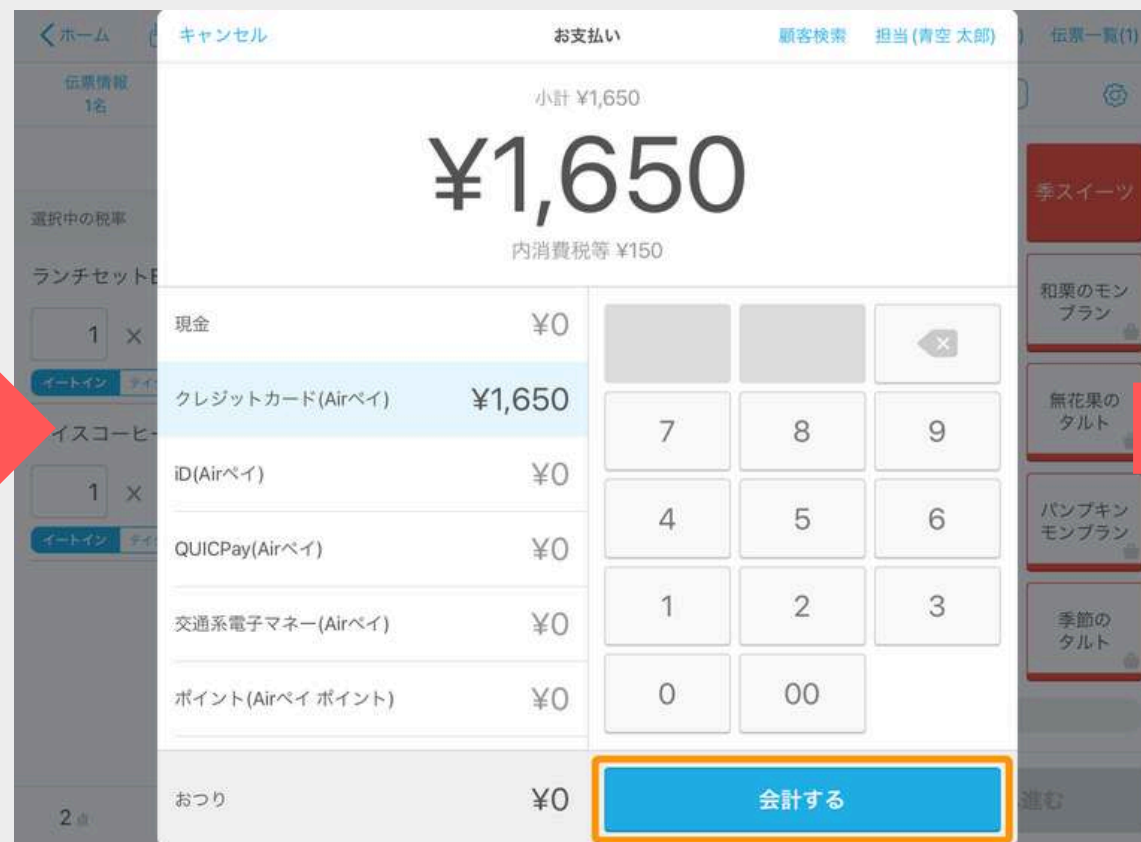 ホーム
キャンセル
お支払い
顧客検索
担当(青空 太郎)
伝票一覧(1)
伝票情報
1名
小計 ¥1,650
¥1,650
内消費税等 ¥150
選択中の税率
ランチセット
1 ×
イートイン
イスコーヒー
1 ×
イートイン
2 点
現金 ¥0
クレジットカード(Airペイ) ¥1,650
iD(Airペイ) ¥0
QUICPay(Airペイ) ¥0
交通系電子マネー(Airペイ) ¥0
ポイント(Airペイ ポイント) ¥0
おつり ¥0
7 8 9
4 5 6
1 2 3
0 00
会計する
季スイーツ
和栗のモン
ブラン
無花果の
タルト
パンプキン
モンブラン
季節の
タルト
進む